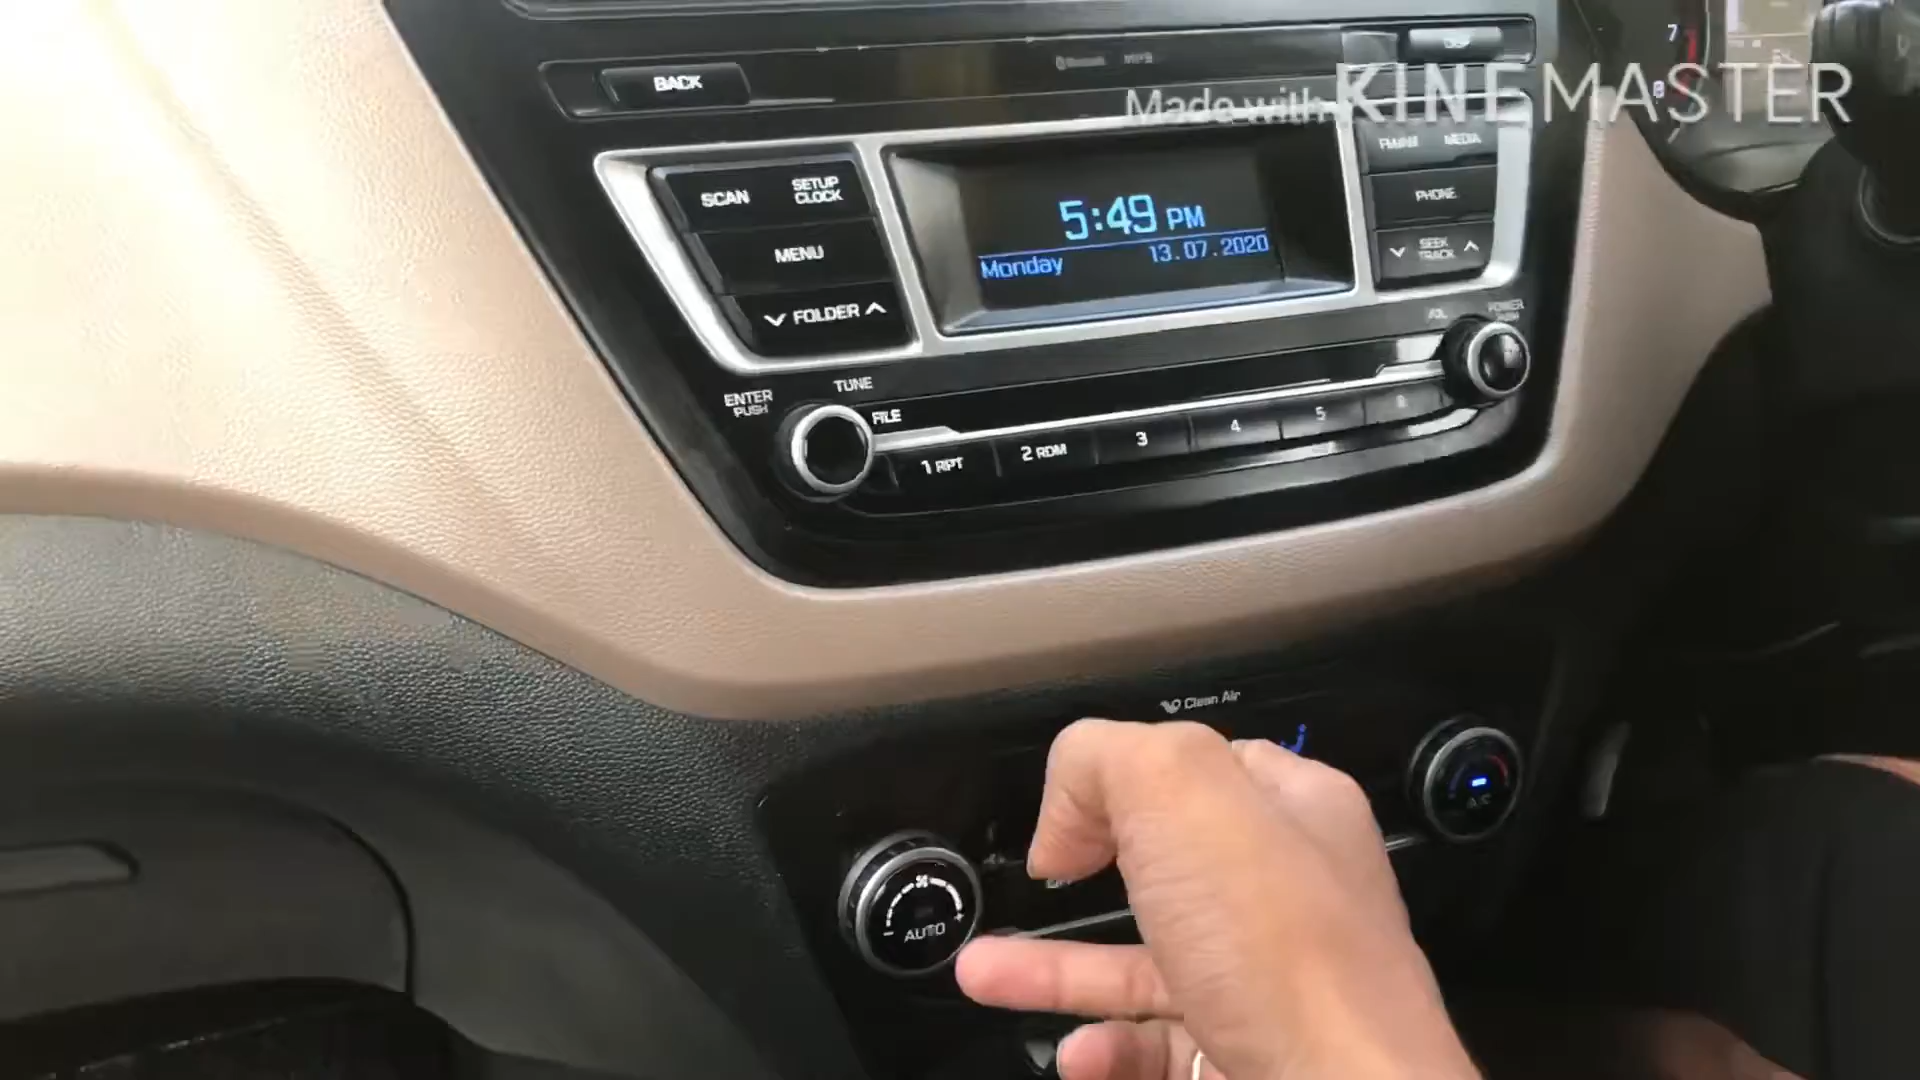 BACK
Made with KINEMASTER
SCAN
SETUP
CLOCK
MENU
FOLDER
5:49 PM
Monday 13.07.2020
FM/AM MEDIA
PHONE
SEEK
TRACK
ENTER
PUSH
TUNE
FILE
POWER
1 RPT
2 RDM
3
4
5
6
Clean Air
- +
AUTO
A/C
7
8